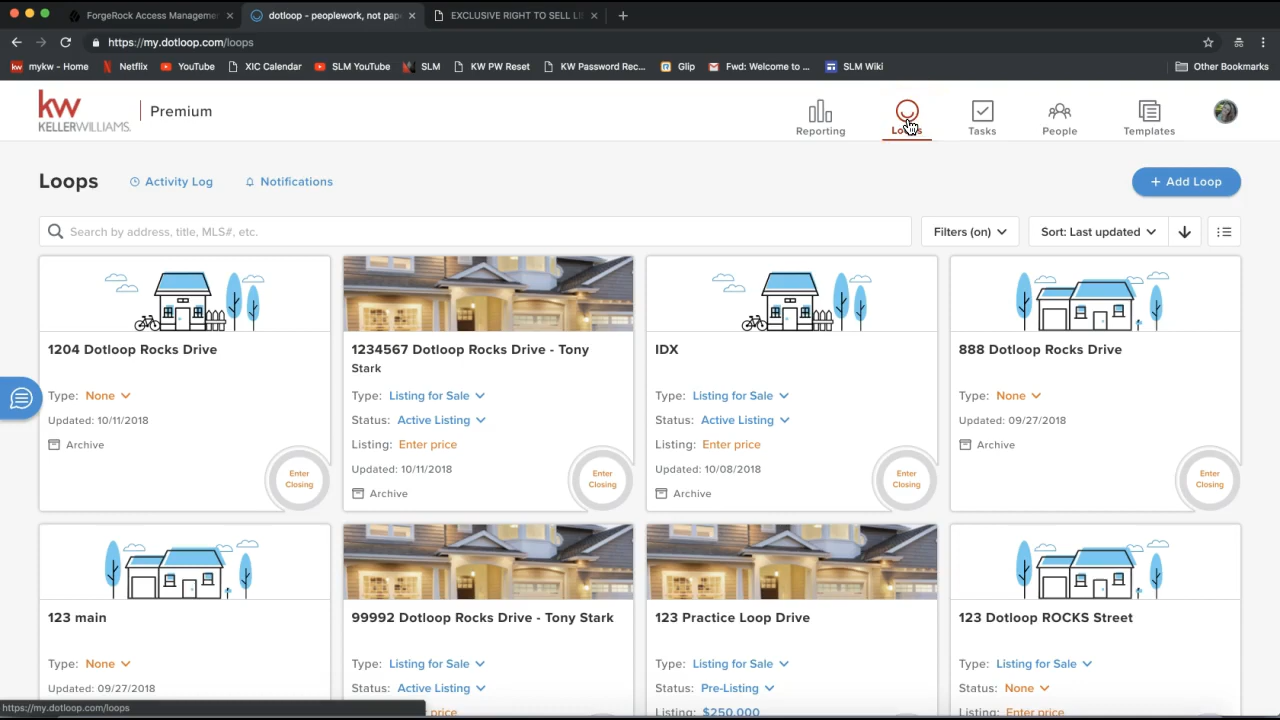 ForgeRock Access Manageme
dotloop - peoplework, not pap
EXCLUSIVE RIGHT TO SELL LI
https://my.dotloop.com/loops
kw mykw - Home
Netflix
YouTube
XIC Calendar
SLM YouTube
SLM
KW PW Reset
KW Password Rec...
Glip
Fwd: Welcome to ...
SLM Wiki
Other Bookmarks
kw
KELLERWILLIAMS.
Premium
Reporting
Loops
Tasks
People
Templates
Loops
Activity Log
Notifications
+ Add Loop
Search by address, title, MLS#, etc.
Filters (on)
Sort: Last updated
1204 Dotloop Rocks Drive
Type: None
Updated: 10/11/2018
Archive
Enter
Closing
1234567 Dotloop Rocks Drive - Tony
Stark
Type: Listing for Sale
Status: Active Listing
Listing: Enter price
Updated: 10/11/2018
Archive
Enter
Closing
IDX
Type: Listing for Sale
Status: Active Listing
Listing: Enter price
Updated: 10/08/2018
Archive
Enter
Closing
888 Dotloop Rocks Drive
Type: None
Updated: 09/27/2018
Archive
Enter
Closing
123 main
Type: None
Updated: 09/27/2018
99992 Dotloop Rocks Drive - Tony Stark
Type: Listing for Sale
Status: Active Listing
price
123 Practice Loop Drive
Type: Listing for Sale
Status: Pre-Listing
Listing: $250,000
123 Dotloop ROCKS Street
Type: Listing for Sale
Status: None
Listing: Enter price
https://my.dotloop.com/loops